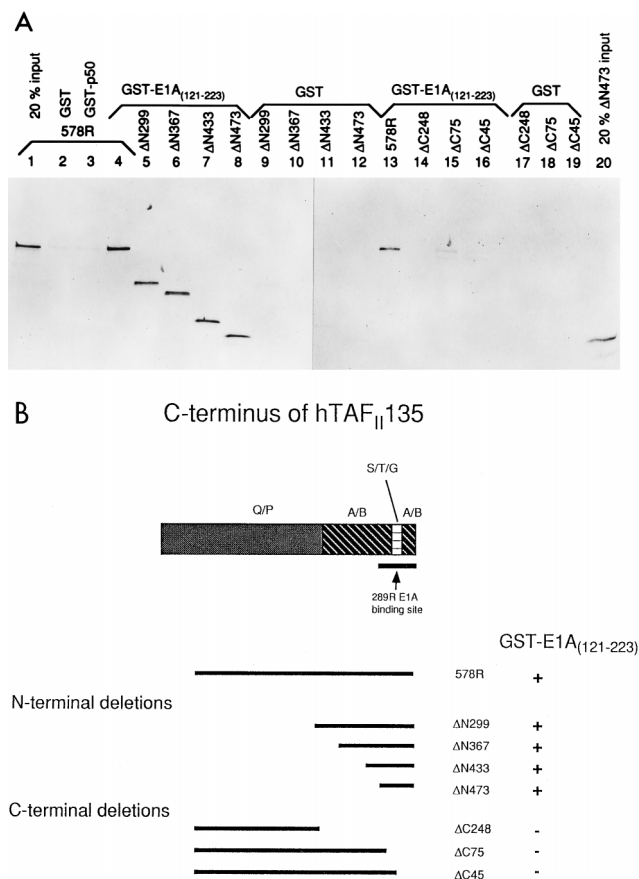 A
20 % input
GST
GST-p50
GST-E1A(121-223)
GST
GST-E1A(121-223)
GST
20 % ΔN473 input
578R
ΔN299
ΔN367
ΔN433
ΔN473
ΔN299
ΔN367
ΔN433
ΔN473
578R
ΔC248
ΔC75
ΔC45
ΔC248
ΔC75
ΔC45
1 2 3 4 5 6 7 8 9 10 11 12 13 14 15 16 17 18 19 20
B
C-terminus of hTAFII135
S/T/G
Q/P A/B A/B
289R E1A
binding site
GST-E1A(121-223)
578R +
N-terminal deletions
ΔN299 +
ΔN367 +
ΔN433 +
ΔN473 +
C-terminal deletions
ΔC248 -
ΔC75 -
ΔC45 -